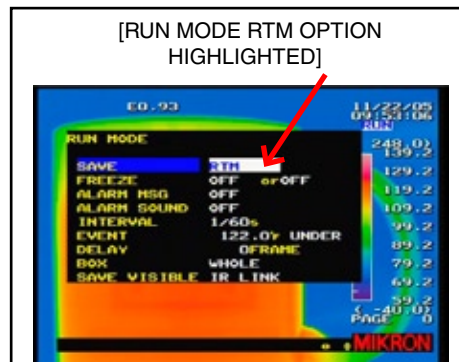 [RUN MODE RTM OPTION
HIGHLIGHTED]
E0.93
11/22/05
09:53:06
RUN
RUN MODE
248.0)
139.2
SAVE RTM
129.2
FREEZE OFF orOFF
ALARM MSG OFF
119.2
ALARM SOUND OFF
109.2
INTERVAL 1/60s
99.2
EVENT 122.0r UNDER
DELAY 0FRAME
89.2
BOX WHOLE
79.2
SAVE VISIBLE IR LINK
69.2
59.2
( -40.0)
PAGE 0
MIKRON